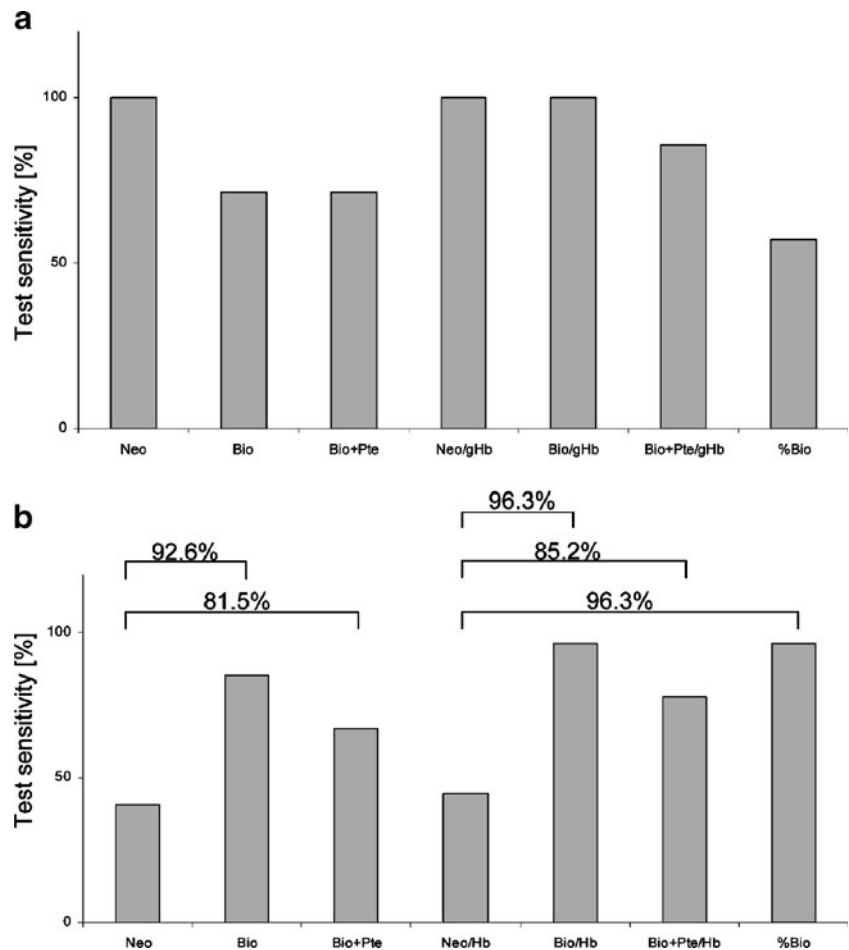 a
Test sensitivity [%]
100
50
0
Neo Bio Bio+Pte Neo/gHb Bio/gHb Bio+Pte/gHb %Bio
b
96.3%
92.6% 85.2%
81.5% 96.3%
Test sensitivity [%]
100
50
0
Neo Bio Bio+Pte Neo/Hb Bio/Hb Bio+Pte/Hb %Bio